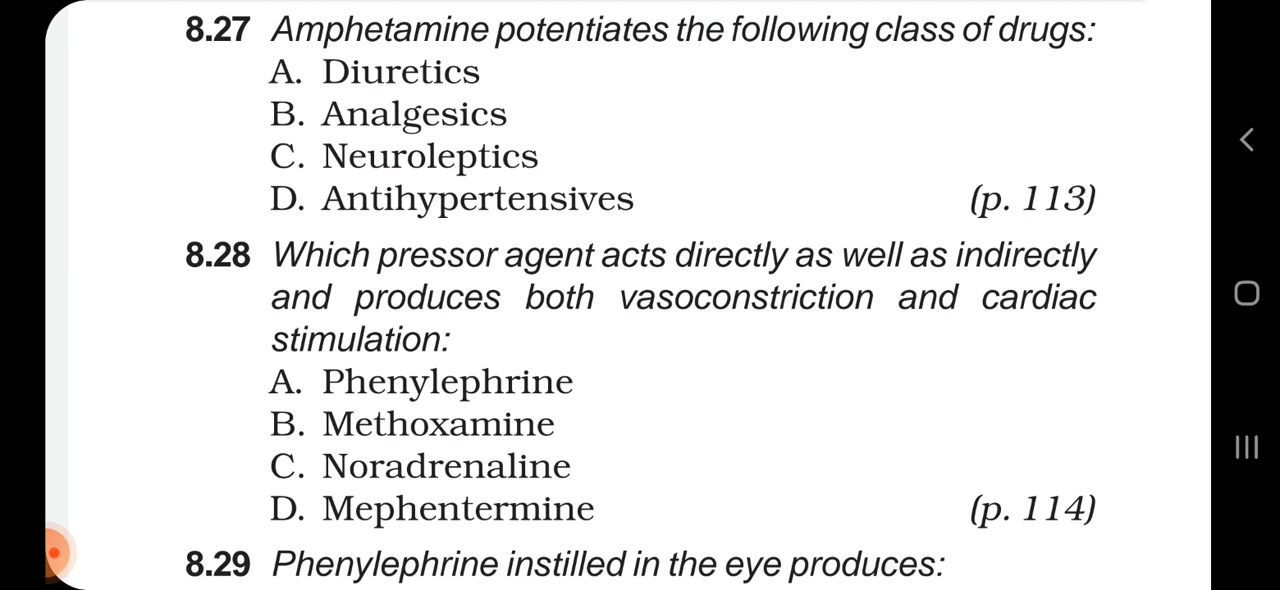 8.27 Amphetamine potentiates the following class of drugs:
A. Diuretics
B. Analgesics
C. Neuroleptics
D. Antihypertensives (p. 113)
8.28 Which pressor agent acts directly as well as indirectly
and produces both vasoconstriction and cardiac
stimulation:
A. Phenylephrine
B. Methoxamine
C. Noradrenaline
D. Mephentermine (p. 114)
8.29 Phenylephrine instilled in the eye produces: